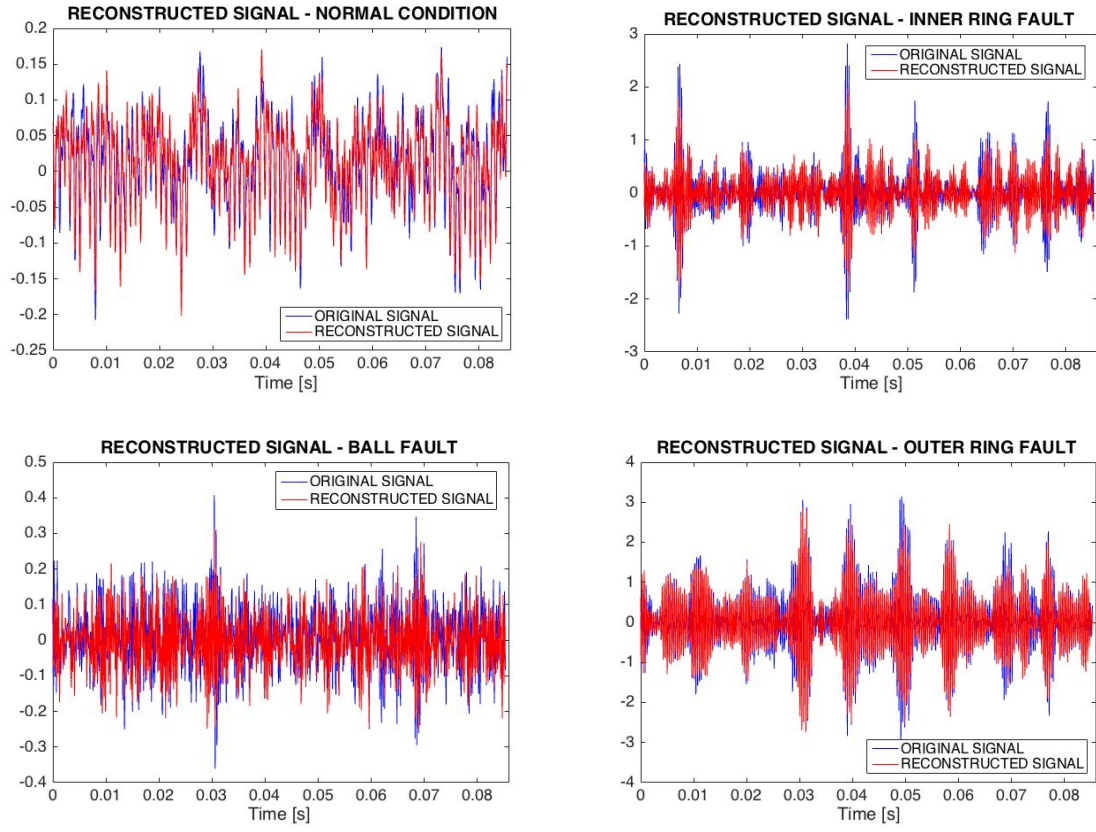 RECONSTRUCTED SIGNAL - NORMAL CONDITION
0.2
0.15
0.1
0.05
0
-0.05
-0.1
-0.15
-0.2
-0.25
ORIGINAL SIGNAL
RECONSTRUCTED SIGNAL
0 0.01 0.02 0.03 0.04 0.05 0.06 0.07 0.08
Time [s]
RECONSTRUCTED SIGNAL - INNER RING FAULT
3
2
1
0
-1
-2
-3
ORIGINAL SIGNAL
RECONSTRUCTED SIGNAL
0 0.01 0.02 0.03 0.04 0.05 0.06 0.07 0.08
Time [s]
RECONSTRUCTED SIGNAL - BALL FAULT
0.5
0.4
0.3
0.2
0.1
0
-0.1
-0.2
-0.3
-0.4
ORIGINAL SIGNAL
RECONSTRUCTED SIGNAL
0 0.01 0.02 0.03 0.04 0.05 0.06 0.07 0.08
Time [s]
RECONSTRUCTED SIGNAL - OUTER RING FAULT
4
3
2
1
0
-1
-2
-3
-4
ORIGINAL SIGNAL
RECONSTRUCTED SIGNAL
0 0.01 0.02 0.03 0.04 0.05 0.06 0.07 0.08
Time [s]